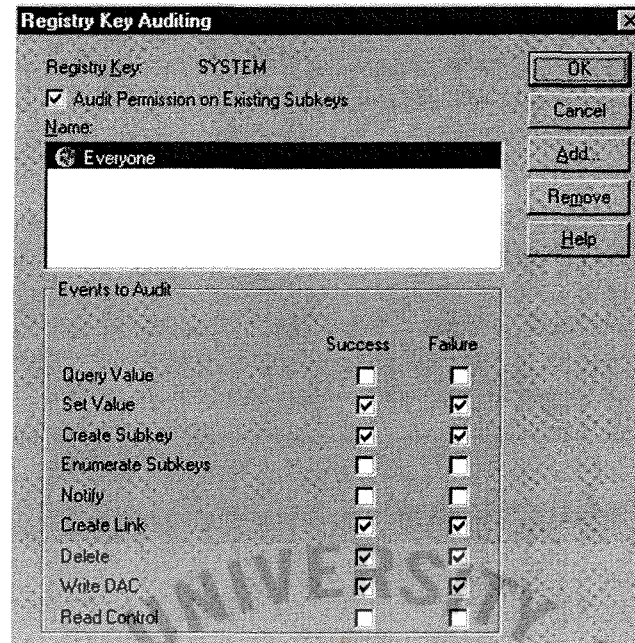 Registry Key Auditing
Registry Key: SYSTEM
Audit Permission on Existing Subkeys
Name:
Everyone
OK
Cancel
Add...
Remove
Help
Events to Audit
Success Failure
Query Value
Set Value
Create Subkey
Enumerate Subkeys
Notify
Create Link
Delete
Write DAC
Read Control
UNIVERSITY